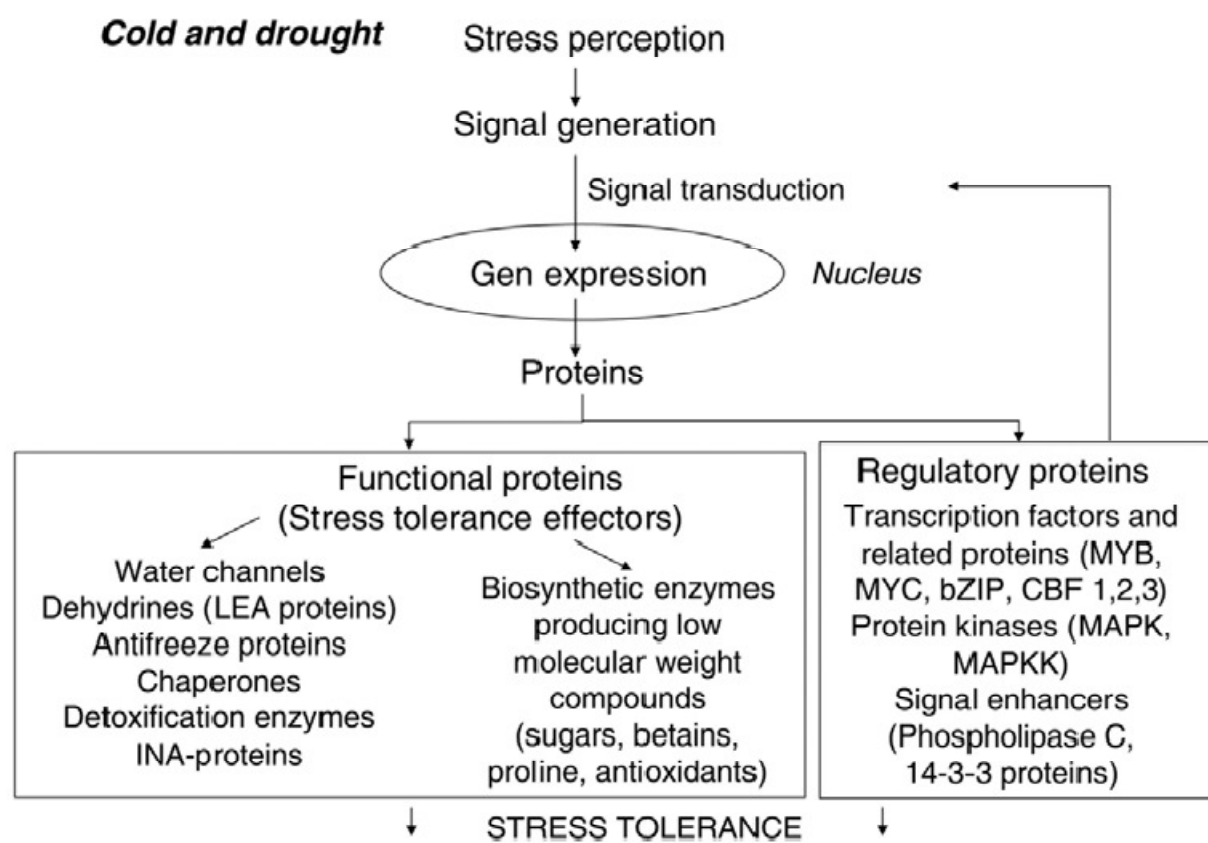 Cold and drought
Stress perception
Signal generation
Signal transduction
Gen expression
Nucleus
Proteins
Functional proteins
(Stress tolerance effectors)
Water channels
Dehydrines (LEA proteins)
Antifreeze proteins
Chaperones
Detoxification enzymes
INA-proteins
Biosynthetic enzymes
producing low
molecular weight
compounds
(sugars, betains,
proline, antioxidants)
Regulatory proteins
Transcription factors and
related proteins (MYB,
MYC, bZIP, CBF 1,2,3)
Protein kinases (MAPK,
MAPKK)
Signal enhancers
(Phospholipase C,
14-3-3 proteins)
STRESS TOLERANCE